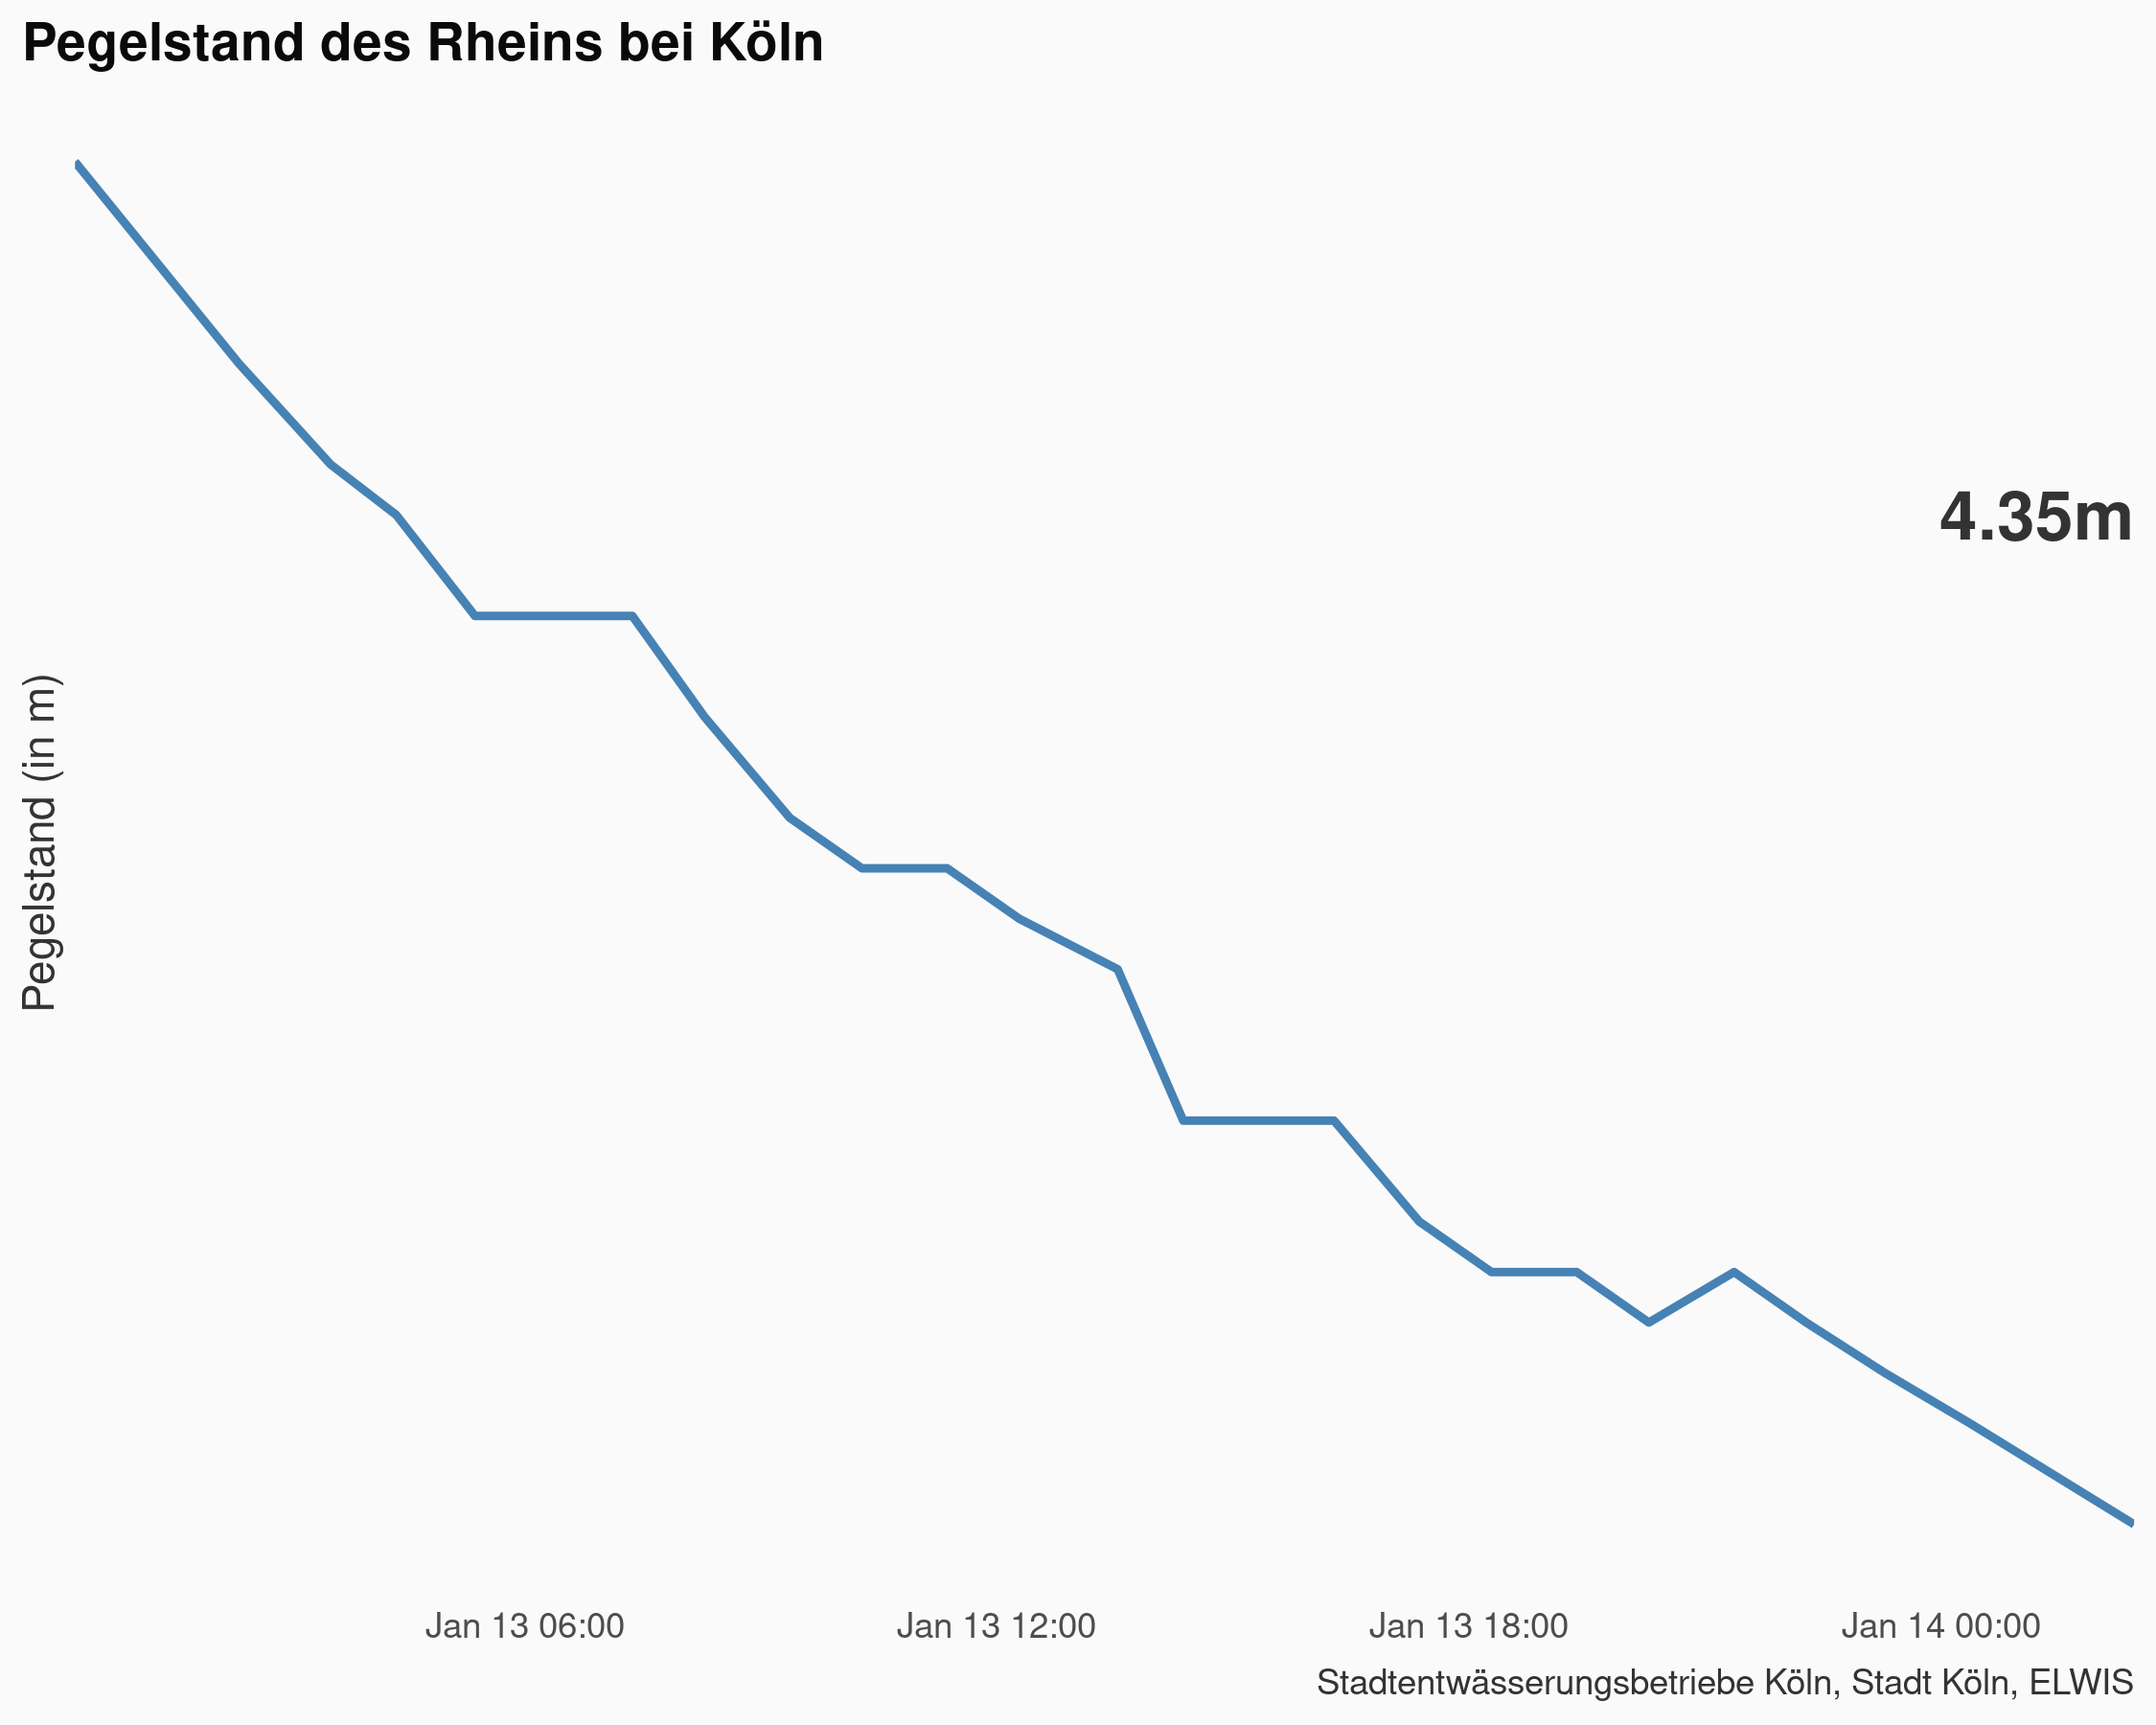 Pegelstand des Rheins bei Köln
4.35m
Pegelstand (in m)
Jan 13 06:00 Jan 13 12:00 Jan 13 18:00 Jan 14 00:00
Stadtentwässerungsbetriebe Köln, Stadt Köln, ELWIS